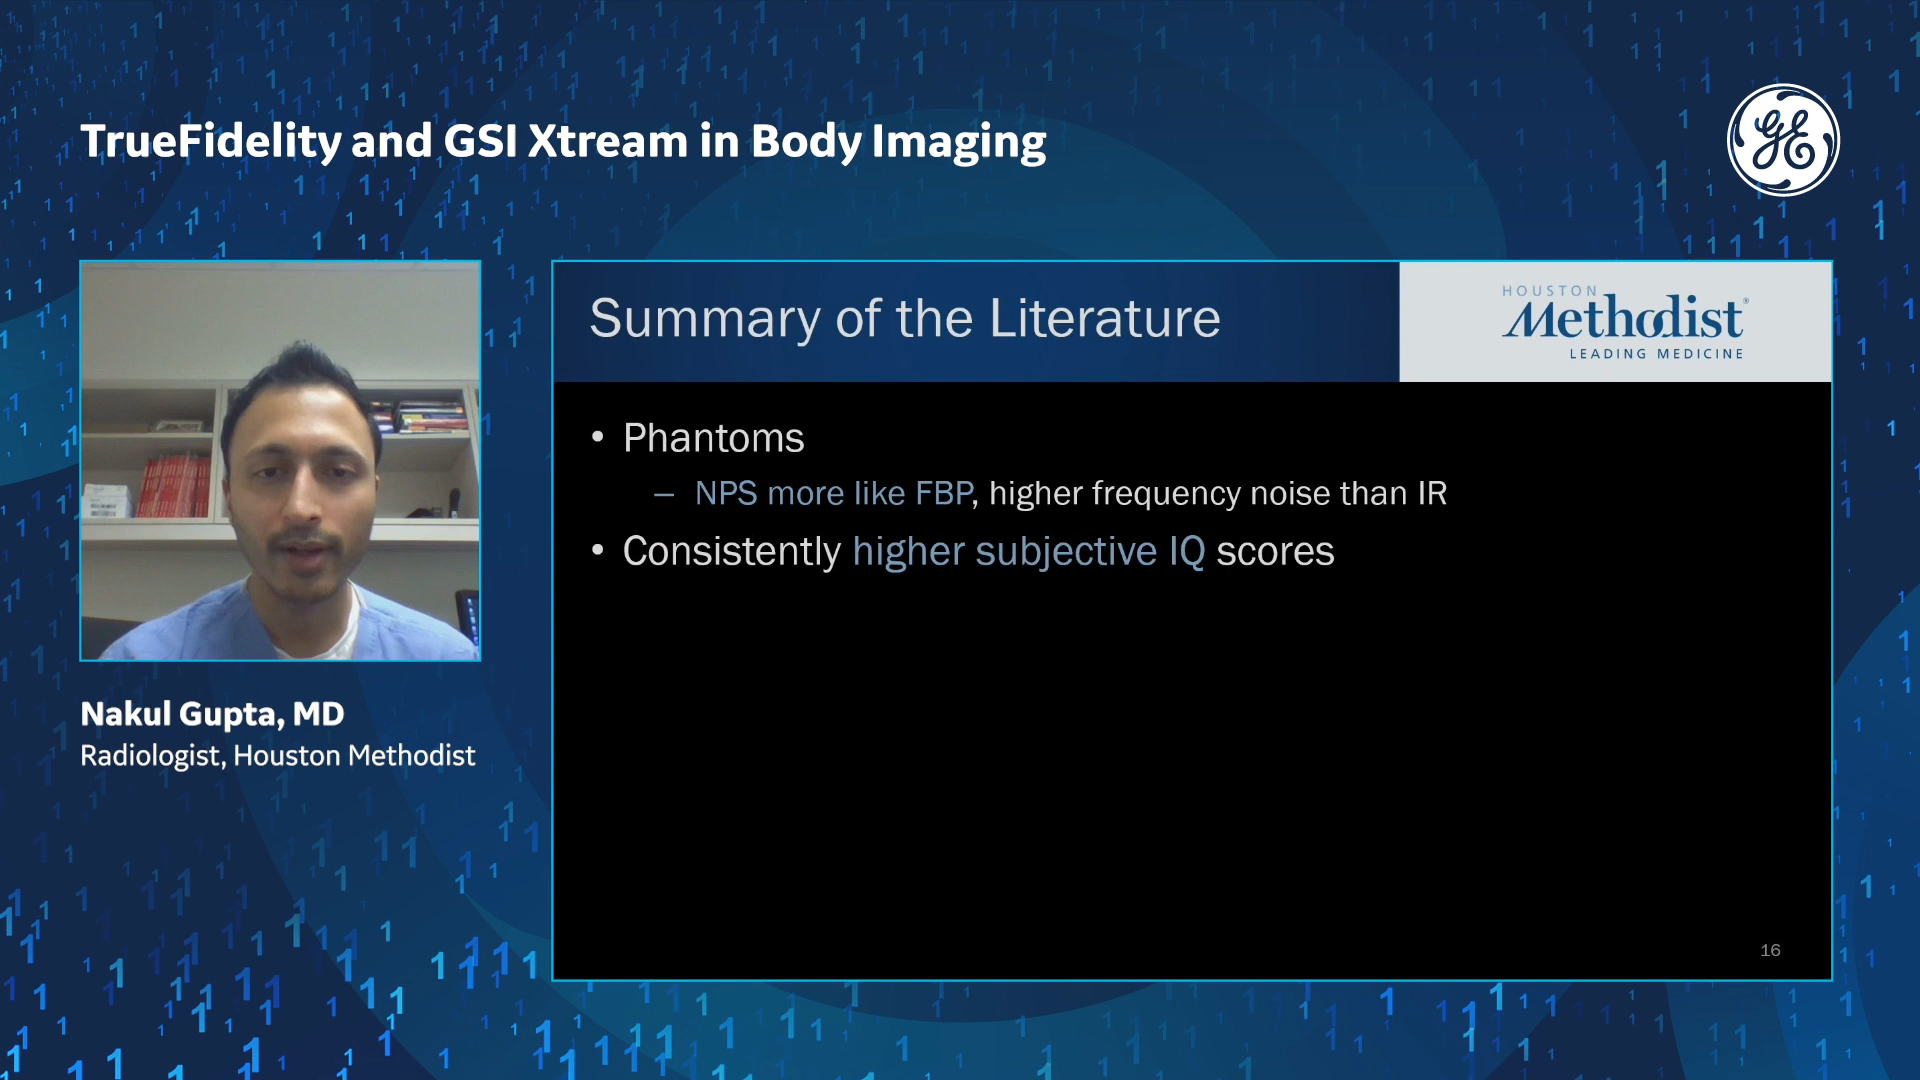 TrueFidelity and GSI Xtream in Body Imaging
GE
Summary of the Literature
HOUSTON
Methodist®
LEADING MEDICINE
• Phantoms
– NPS more like FBP, higher frequency noise than IR
• Consistently higher subjective IQ scores
16
Nakul Gupta, MD
Radiologist, Houston Methodist